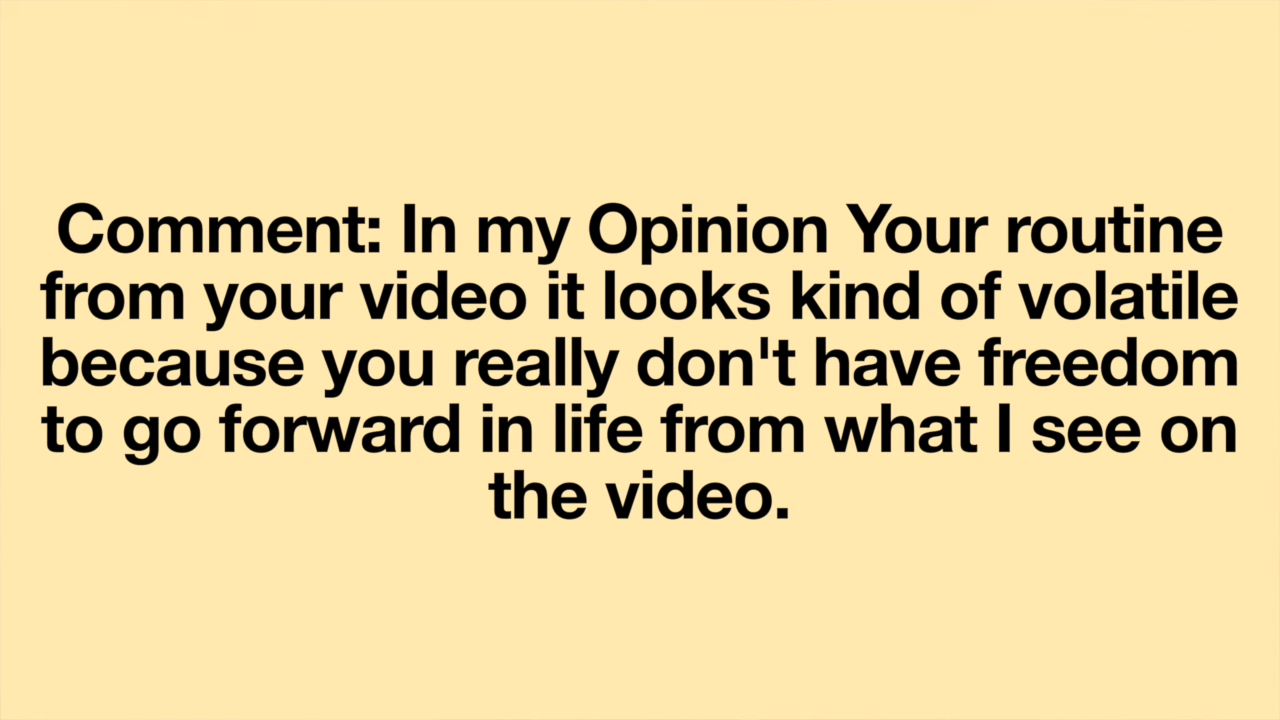 Comment: In my Opinion Your routine
from your video it looks kind of volatile
because you really don't have freedom
to go forward in life from what I see on
the video.